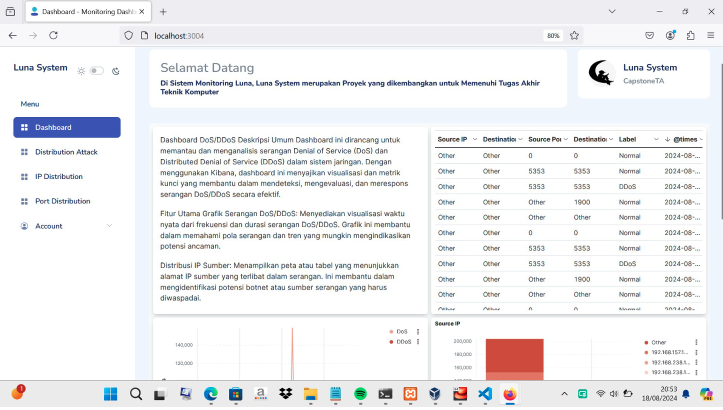 Dashboard - Monitoring Dashb
localhost:3004
80%
Luna System
Menu
Dashboard
Distribution Attack
IP Distribution
Port Distribution
Account
Selamat Datang
Di Sistem Monitoring Luna, Luna System merupakan Proyek yang dikembangkan untuk Memenuhi Tugas Akhir
Teknik Komputer
Luna System
CapstoneTA
Dashboard DoS/DDoS Deskripsi Umum Dashboard ini dirancang untuk
memantau dan menganalisis serangan Denial of Service (DoS) dan
Distributed Denial of Service (DDoS) dalam sistem jaringan. Dengan
menggunakan Kibana, dashboard ini menyajikan visualisasi dan metrik
kunci yang membantu dalam mendeteksi, mengevaluasi, dan merespons
serangan DoS/DDoS secara efektif.
Fitur Utama Grafik Serangan DoS/DDoS: Menyediakan visualisasi waktu
nyata dari frekuensi dan durasi serangan DoS/DDoS. Grafik ini membantu
dalam memahami pola serangan dan tren yang mungkin mengindikasikan
potensi ancaman.
Distribusi IP Sumber: Menampilkan peta atau tabel yang menunjukkan
alamat IP sumber yang terlibat dalam serangan. Ini membantu dalam
mengidentifikasi potensi botnet atau sumber serangan yang harus
diwaspadai.
Source IP Destination Source Por Destination Label @times
Other Other 0 0 Normal 2024-08-...
Other Other 5353 5353 Normal 2024-08-...
Other Other 5353 5353 DDoS 2024-08-...
Other Other Other 1900 Normal 2024-08-...
Other Other Other Other Normal 2024-08-...
Other Other 0 0 Normal 2024-08-...
Other Other 5353 5353 Normal 2024-08-...
Other Other 5353 5353 DDoS 2024-08-...
Other Other Other 1900 Normal 2024-08-...
Other Other Other Other Normal 2024-08-...
Other Other 0 0 Normal 2024-08-...
140,000
120,000
DoS
DDoS
Source IP
200,000
180,000
160,000
140,000
Other
192.168.157.1...
192.168.238.1...
192.168.238.1...
20:53
18/08/2024